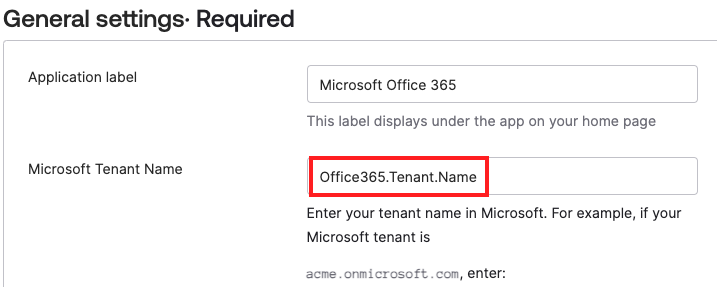 General settings· Required
Application label
Microsoft Office 365
This label displays under the app on your home page
Microsoft Tenant Name
Office365.Tenant.Name
Enter your tenant name in Microsoft. For example, if your
Microsoft tenant is
acme.onmicrosoft.com, enter: